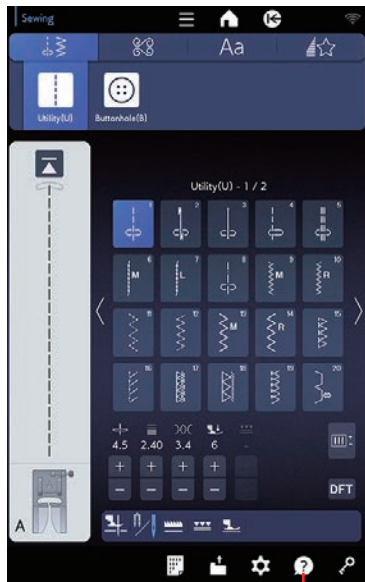 Sewing
Aa
Utility(U) Buttonhole(B)
Utility(U) - 1 / 2
1 2 3 4 5
6 M 7 L 8 9 M 10 R
11 12 13 M 14 R 15
16 17 18 19 20
4.5 2.40 3.4 6 -
+ + + +
- - - - DFT
A
?